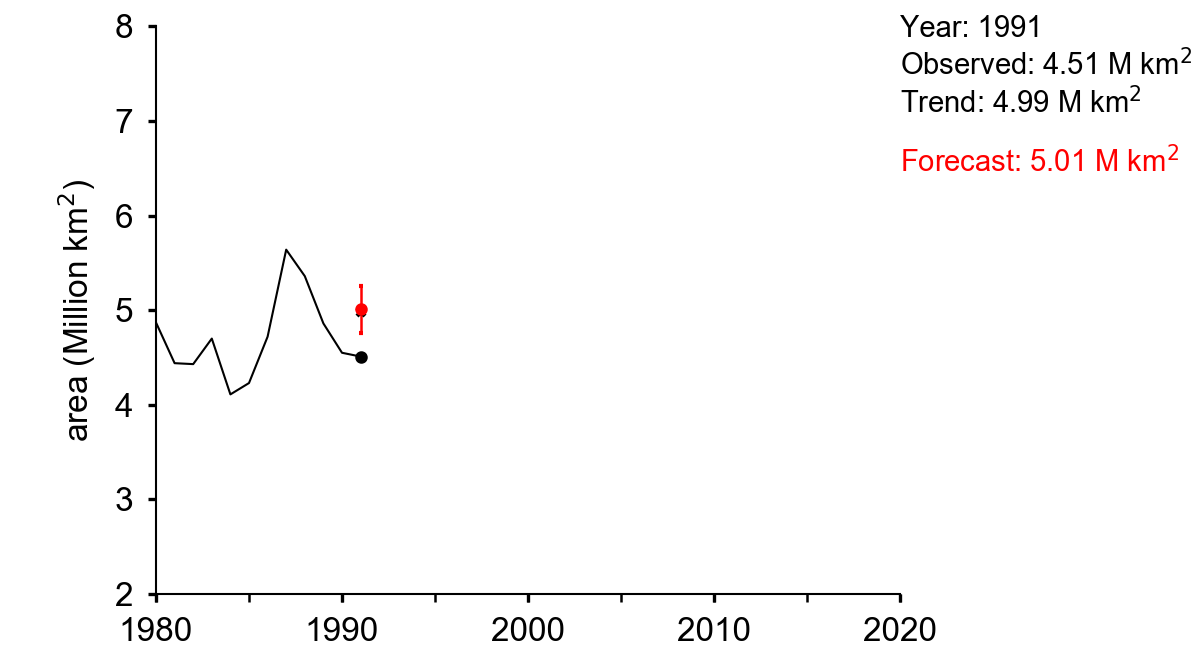 Year: 1991
Observed: 4.51 M km²
Trend: 4.99 M km²
Forecast: 5.01 M km²
area (Million km²)
8
7
6
5
4
3
2
1980 1990 2000 2010 2020